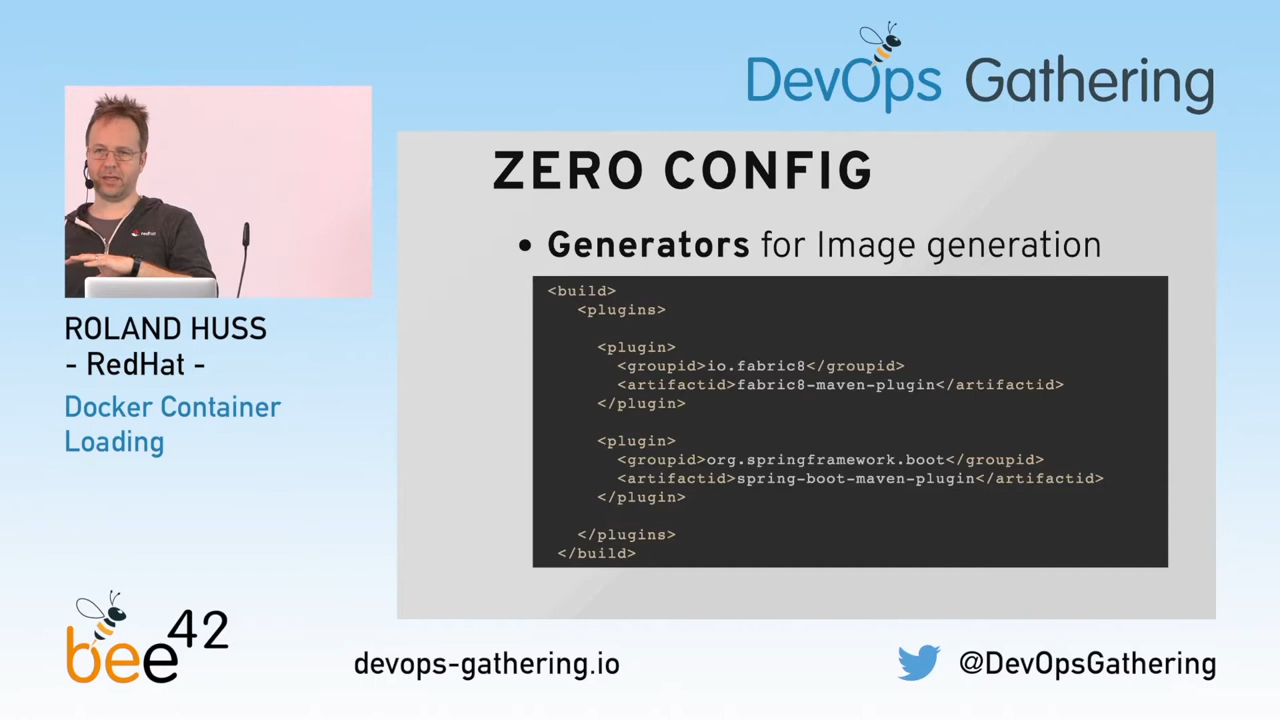 DevOps Gathering
redhat
ROLAND HUSS
- RedHat -
Docker Container
Loading
ZERO CONFIG
• Generators for Image generation
<build>
<plugins>
<plugin>
<groupid>io.fabric8</groupid>
<artifactid>fabric8-maven-plugin</artifactid>
</plugin>
<plugin>
<groupid>org.springframework.boot</groupid>
<artifactid>spring-boot-maven-plugin</artifactid>
</plugin>
</plugins>
</build>
bee42
devops-gathering.io
@DevOpsGathering